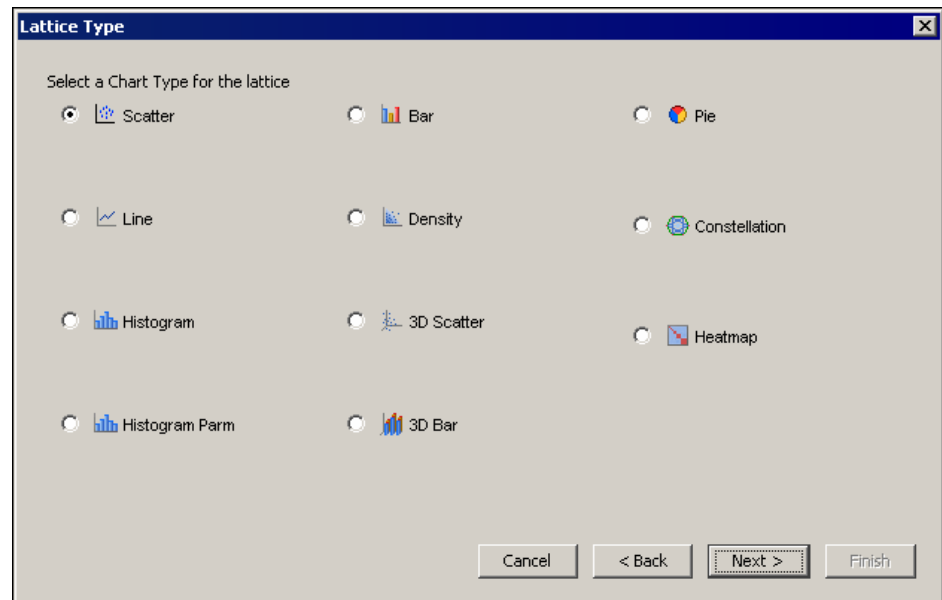 Lattice Type
Select a Chart Type for the lattice
Scatter
Bar
Pie
Line
Density
Constellation
Histogram
3D Scatter
Heatmap
Histogram Parm
3D Bar
Cancel
< Back
Next >
Finish